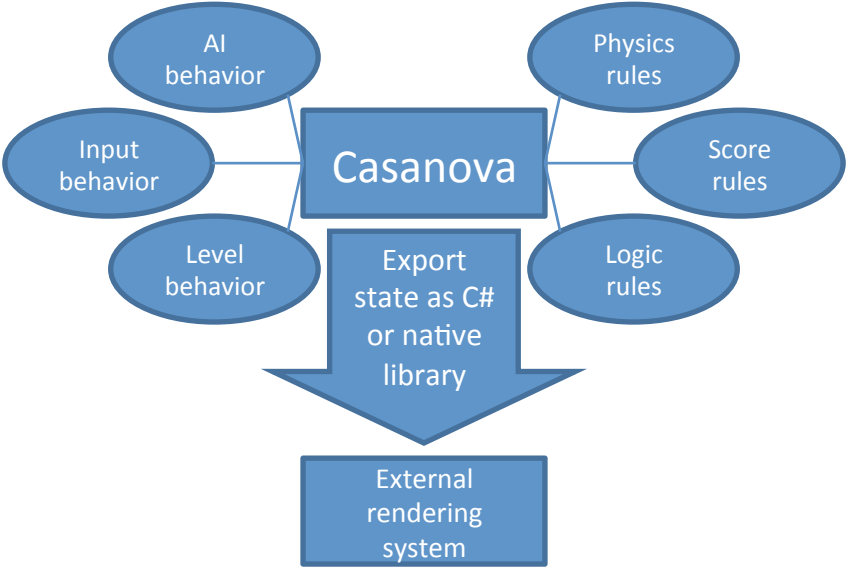 AI
behavior
Physics
rules
Input
behavior
Casanova
Score
rules
Level
behavior
Logic
rules
Export
state as C#
or native
library
External
rendering
system